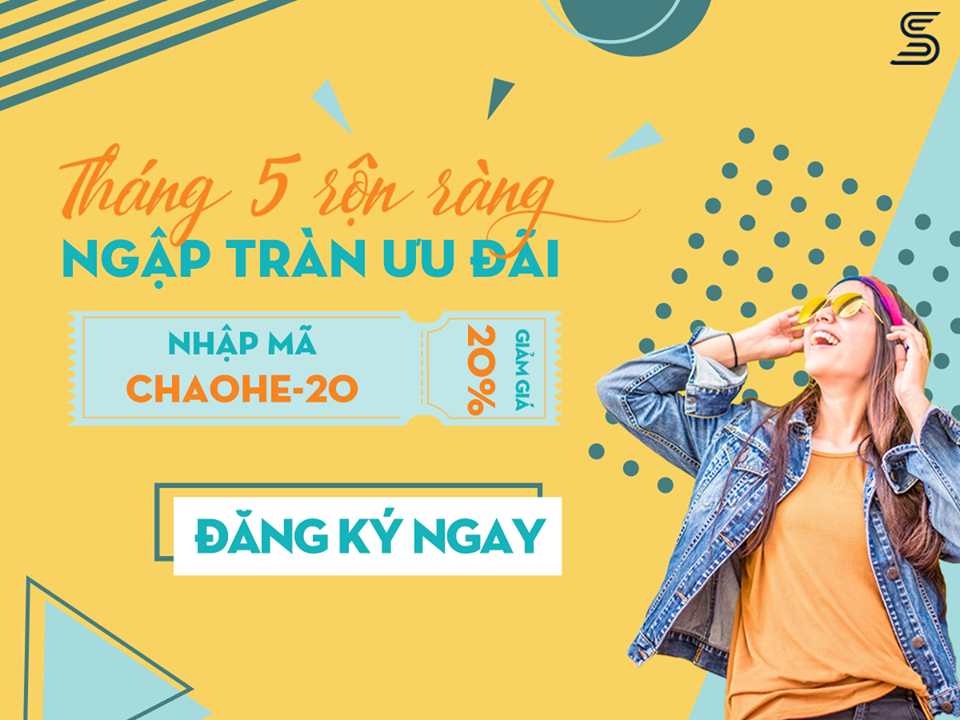 Tháng 5 rộn ràng
NGẬP TRÀN ƯU ĐÃI
NHẬP MÃ
CHAOHE-20
GIẢM GIÁ
20%
ĐĂNG KÝ NGAY